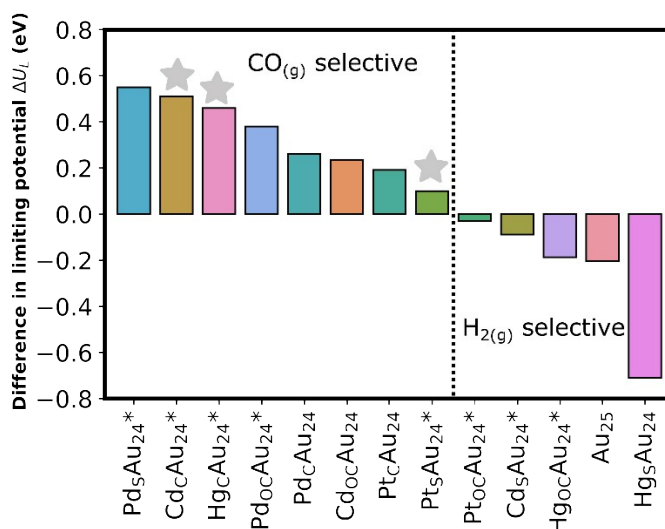 Difference in limiting potential ΔU_L (eV)
0.8
0.6
0.4
0.2
0.0
−0.2
−0.4
−0.6
−0.8
CO(g) selective
H2(g) selective
PdSAu24*
CdCAu24*
HgCAu24*
PdOCAu24*
PdCAu24
CdOCAu24
PtCAu24
PtSAu24*
PtOCAu24*
CdSAu24*
HgOCAu24*
Au25
HgSAu24